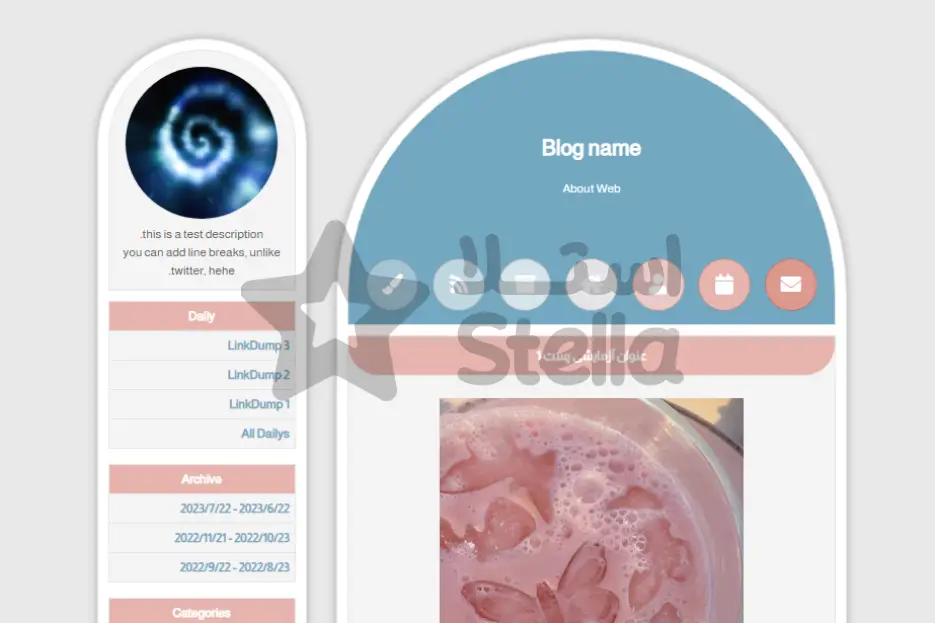 Blog name
About Web
.this is a test description
you can add line breaks, unlike
.twitter, hehe
استلا
Stella
Daily
LinkDump 3
LinkDump 2
LinkDump 1
All Dailys
عنوان آزمایشی پست 1
Archive
2023/7/22 - 2023/6/22
2022/11/21 - 2022/10/23
2022/9/22 - 2022/8/23
Categories